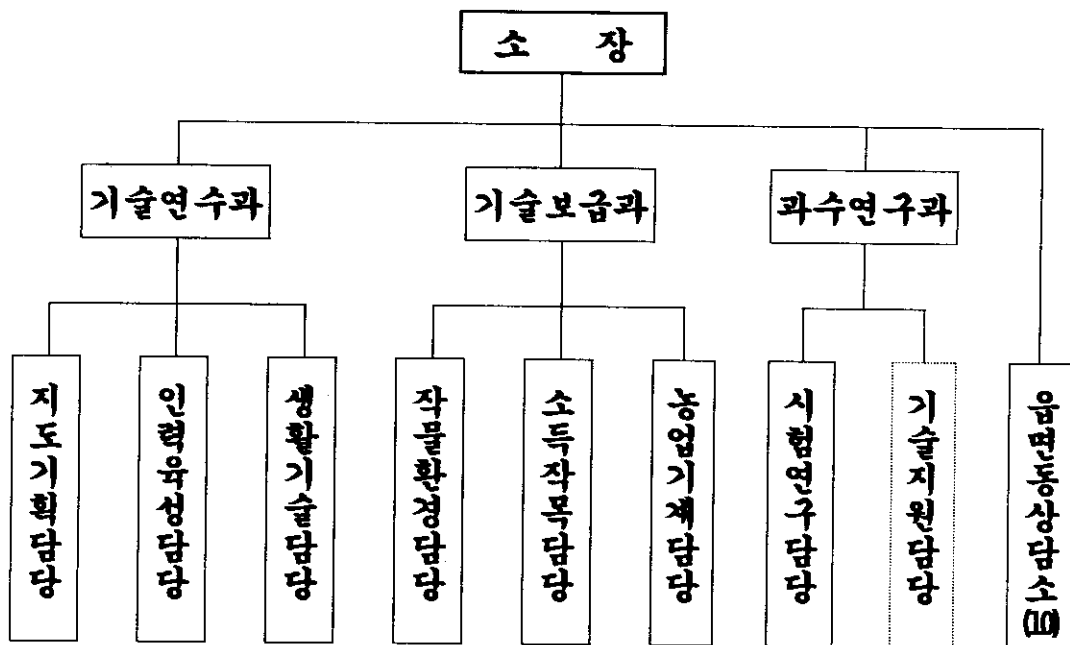 소 장
기술연수과
기술보급과
과수연구과
지도기획담당
인력육성담당
생활기술담당
작물환경담당
소득작목담당
농업기계담당
시험연구담당
기술지원담당
읍면동상담소